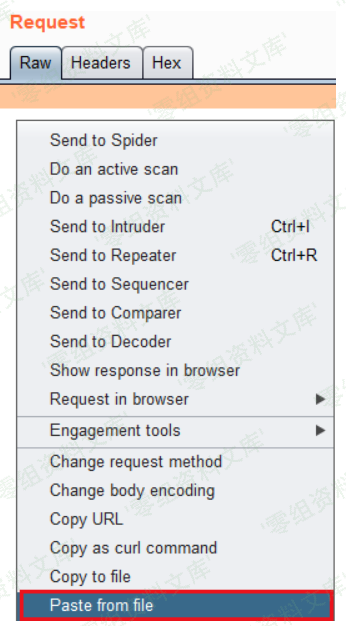 Request
Raw Headers Hex
Send to Spider
Do an active scan
Do a passive scan
Send to Intruder Ctrl+I
Send to Repeater Ctrl+R
Send to Sequencer
Send to Comparer
Send to Decoder
Show response in browser
Request in browser
Engagement tools
Change request method
Change body encoding
Copy URL
Copy as curl command
Copy to file
Paste from file
'零组资料文库'